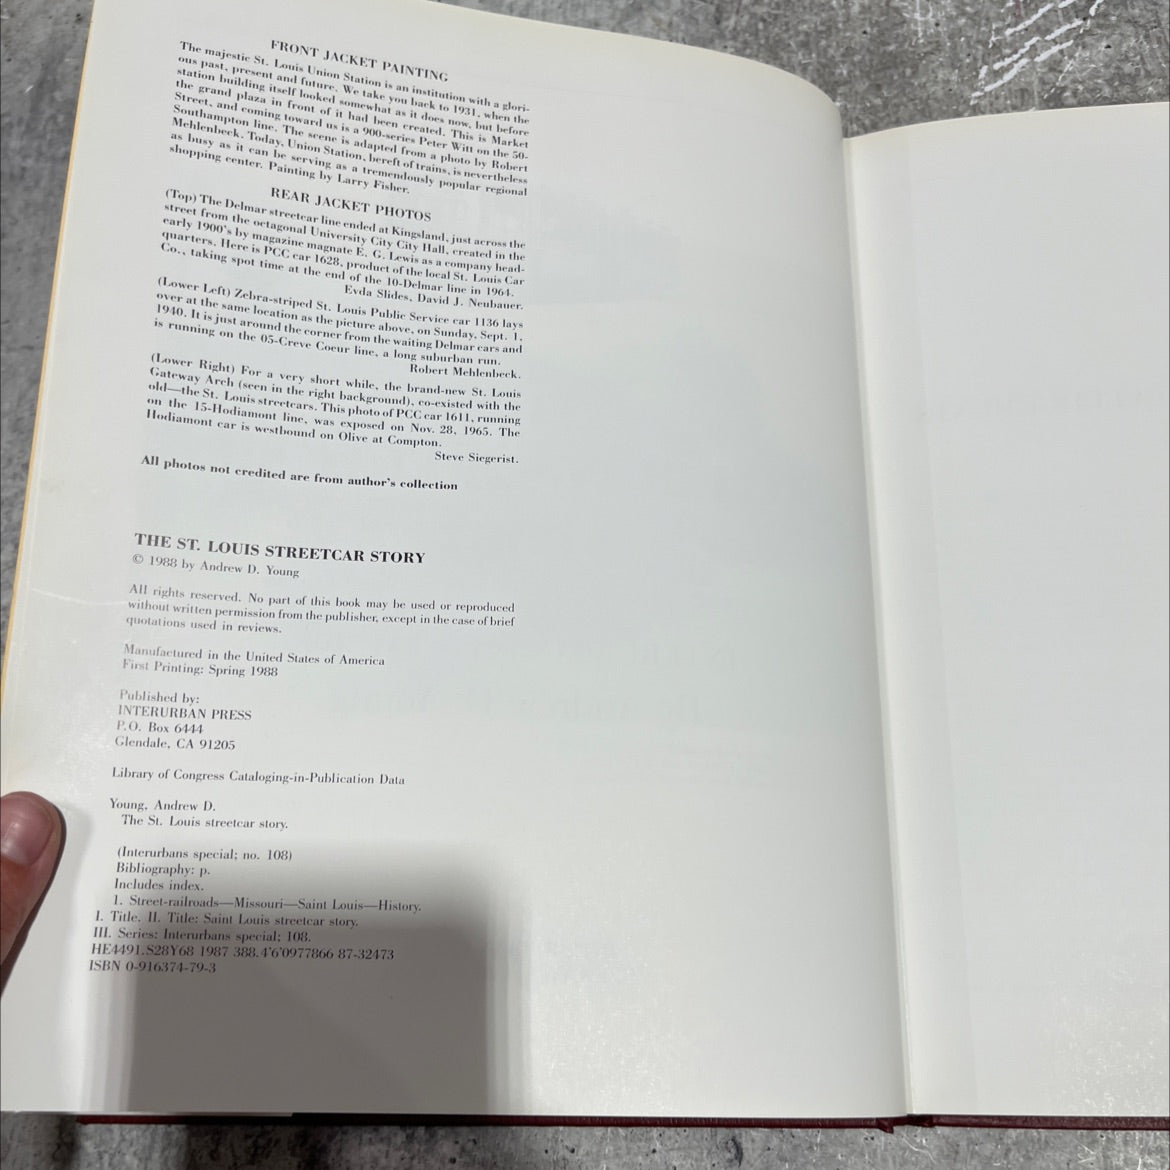 FRONT JACKET PAINTING
The majestic St. Louis Union Station is an institution with a glori-
ous past, present and future. We take you back to 1931, when the
station building itself looked somewhat as it does now, but before
the grand plaza in front of it had been created. This is Market
Street, and coming toward us is a 900-series Peter Witt on the 50-
Southampton line. The scene is adapted from a photo by Robert
Mehlenbeck. Today, Union Station, bereft of trains, is nevertheless
as busy as it can be serving as a tremendously popular regional
shopping center. Painting by Larry Fisher.
REAR JACKET PHOTOS
(Top) The Delmar streetcar line ended at Kingsland, just across the
street from the octagonal University City City Hall, created in the
early 1900's by magazine magnate E. G. Lewis as a company head-
quarters. Here is PCC car 1628, product of the local St. Louis Car
Co., taking spot time at the end of the 10-Delmar line in 1964.
Evda Slides, David J. Neubauer.
(Lower Left) Zebra-striped St. Louis Public Service car 1136 lays
over at the same location as the picture above, on Sunday, Sept. 1,
1940. It is just around the corner from the waiting Delmar cars and
is running on the 05-Creve Coeur line, a long suburban run.
Robert Mehlenbeck.
(Lower Right) For a very short while, the brand-new St. Louis
Gateway Arch (seen in the right background), co-existed with the
old—the St. Louis streetcars. This photo of PCC car 1611, running
on the 15-Hodiamont line, was exposed on Nov. 28, 1965. The
Hodiamont car is westbound on Olive at Compton.
Steve Siegerist.
All photos not credited are from author's collection
THE ST. LOUIS STREETCAR STORY
© 1988 by Andrew D. Young
All rights reserved. No part of this book may be used or reproduced
without written permission from the publisher, except in the case of brief
quotations used in reviews.
Manufactured in the United States of America
First Printing: Spring 1988
Published by:
INTERURBAN PRESS
P.O. Box 6444
Glendale, CA 91205
Library of Congress Cataloging-in-Publication Data
Young, Andrew D.
The St. Louis streetcar story.
(Interurbans special; no. 108)
Bibliography: p.
Includes index.
1. Street-railroads—Missouri—Saint Louis—History.
I. Title. II. Title: Saint Louis streetcar story.
III. Series: Interurbans special; 108.
HE4491.S28Y68 1987 388.4'6'0977866 87-32473
ISBN 0-916374-79-3